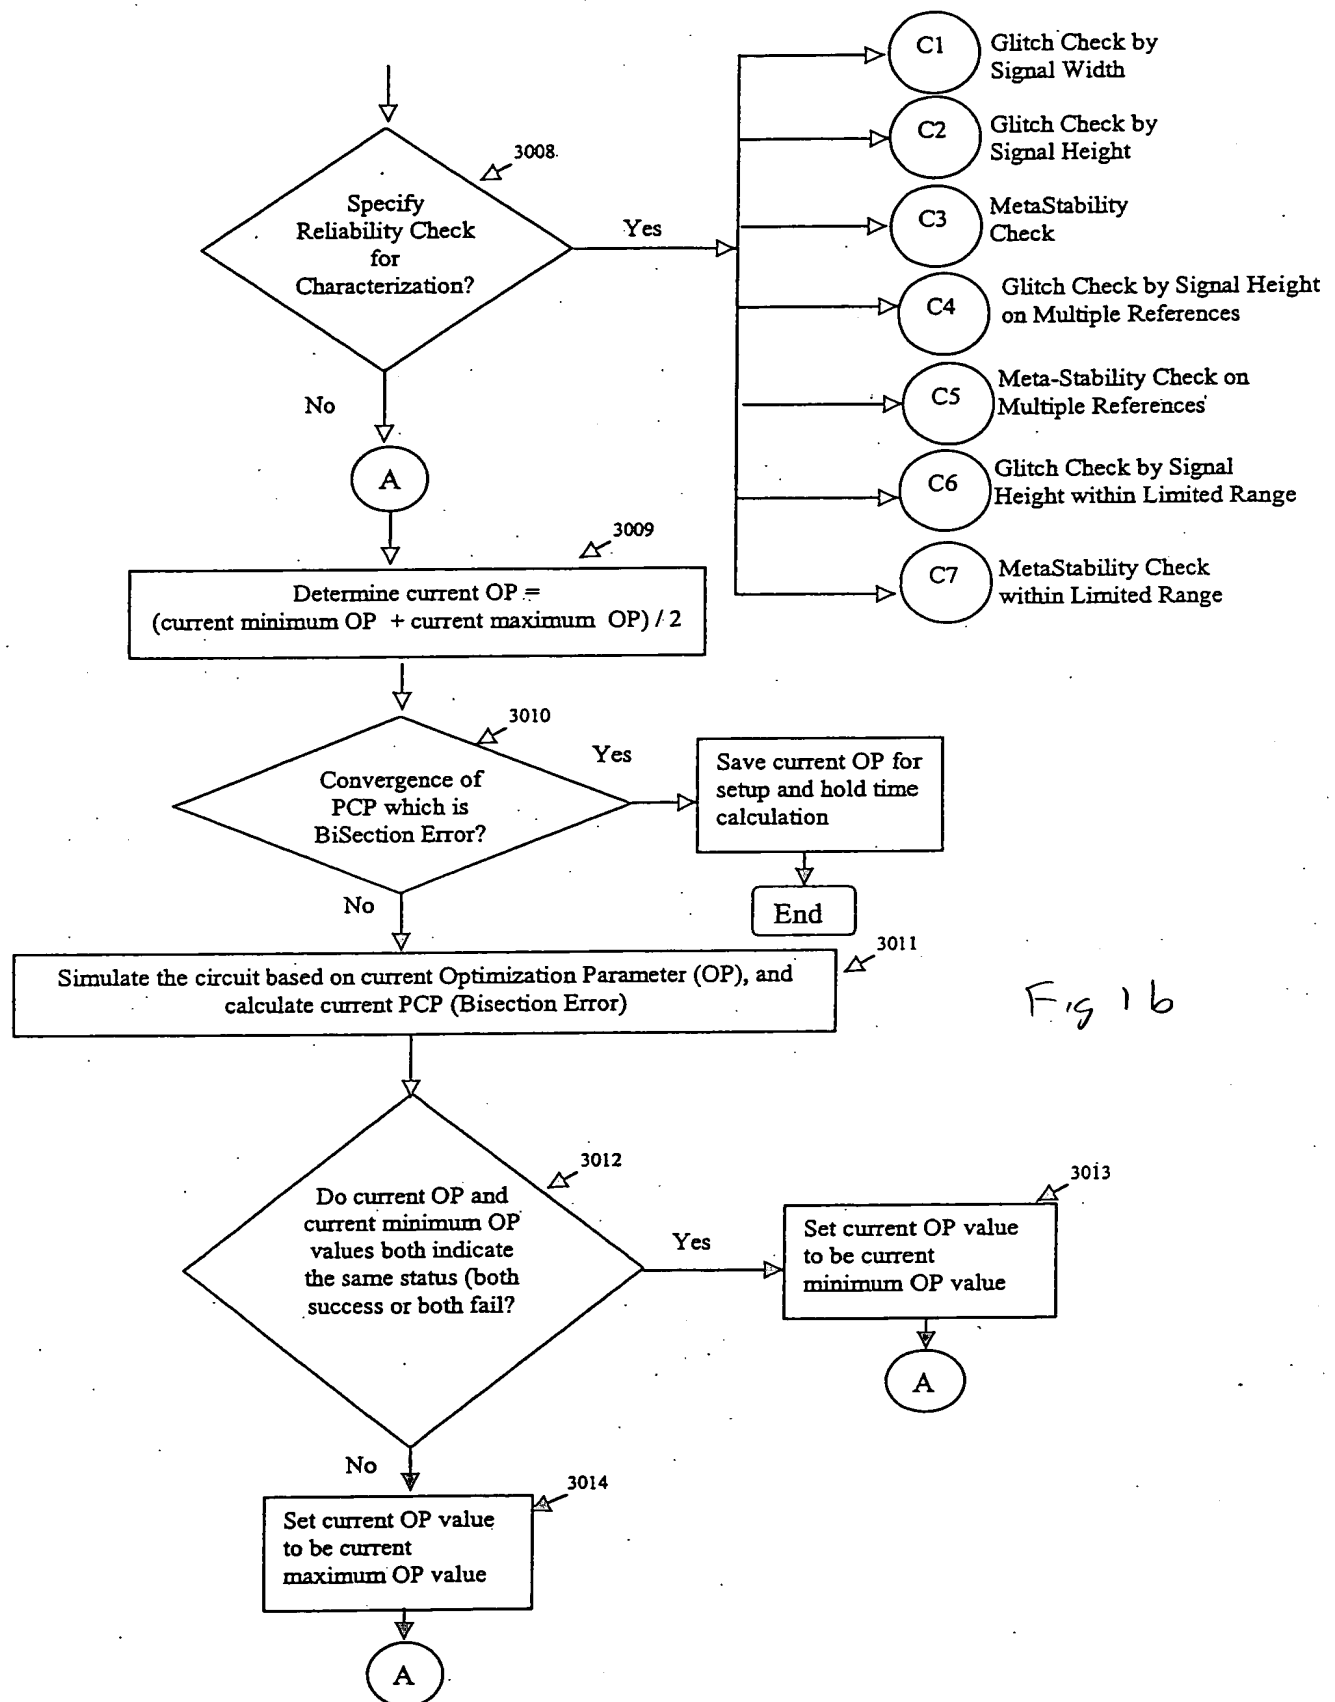 C1
Glitch Check by
Signal Width
C2
Glitch Check by
Signal Height
3008
Specify
Reliability Check
for
Characterization?
Yes
C3
MetaStability
Check
C4
Glitch Check by Signal Height
on Multiple References
No
C5
Meta-Stability Check on
Multiple References
A
C6
Glitch Check by Signal
Height within Limited Range
3009
C7
MetaStability Check
within Limited Range
Determine current OP =
(current minimum OP + current maximum OP) / 2
3010
Convergence of
PCP which is
BiSection Error?
Yes
Save current OP for
setup and hold time
calculation
No
End
3011
Simulate the circuit based on current Optimization Parameter (OP), and
calculate current PCP (Bisection Error)
Fig 1b
3012
Do current OP and
current minimum OP
values both indicate
the same status (both
success or both fail?
Yes
3013
Set current OP value
to be current
minimum OP value
A
No
3014
Set current OP value
to be current
maximum OP value
A